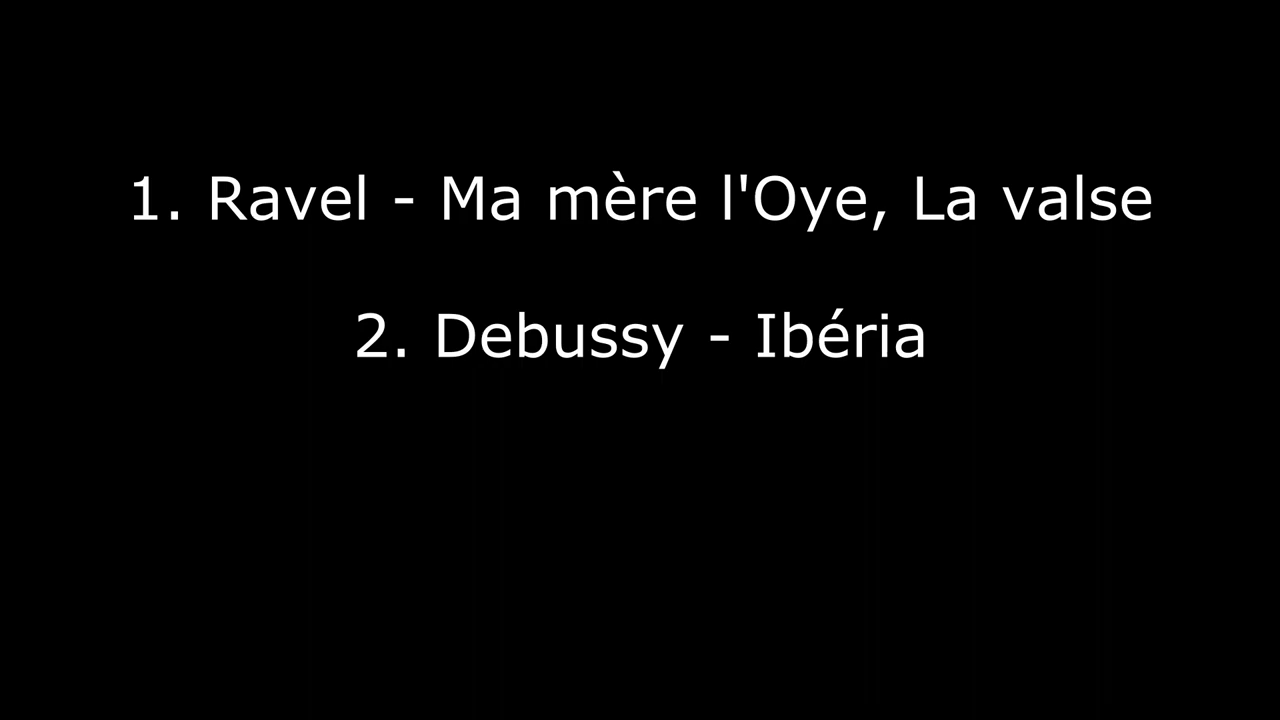 1. Ravel - Ma mère l'Oye, La valse
2. Debussy - Ibéria